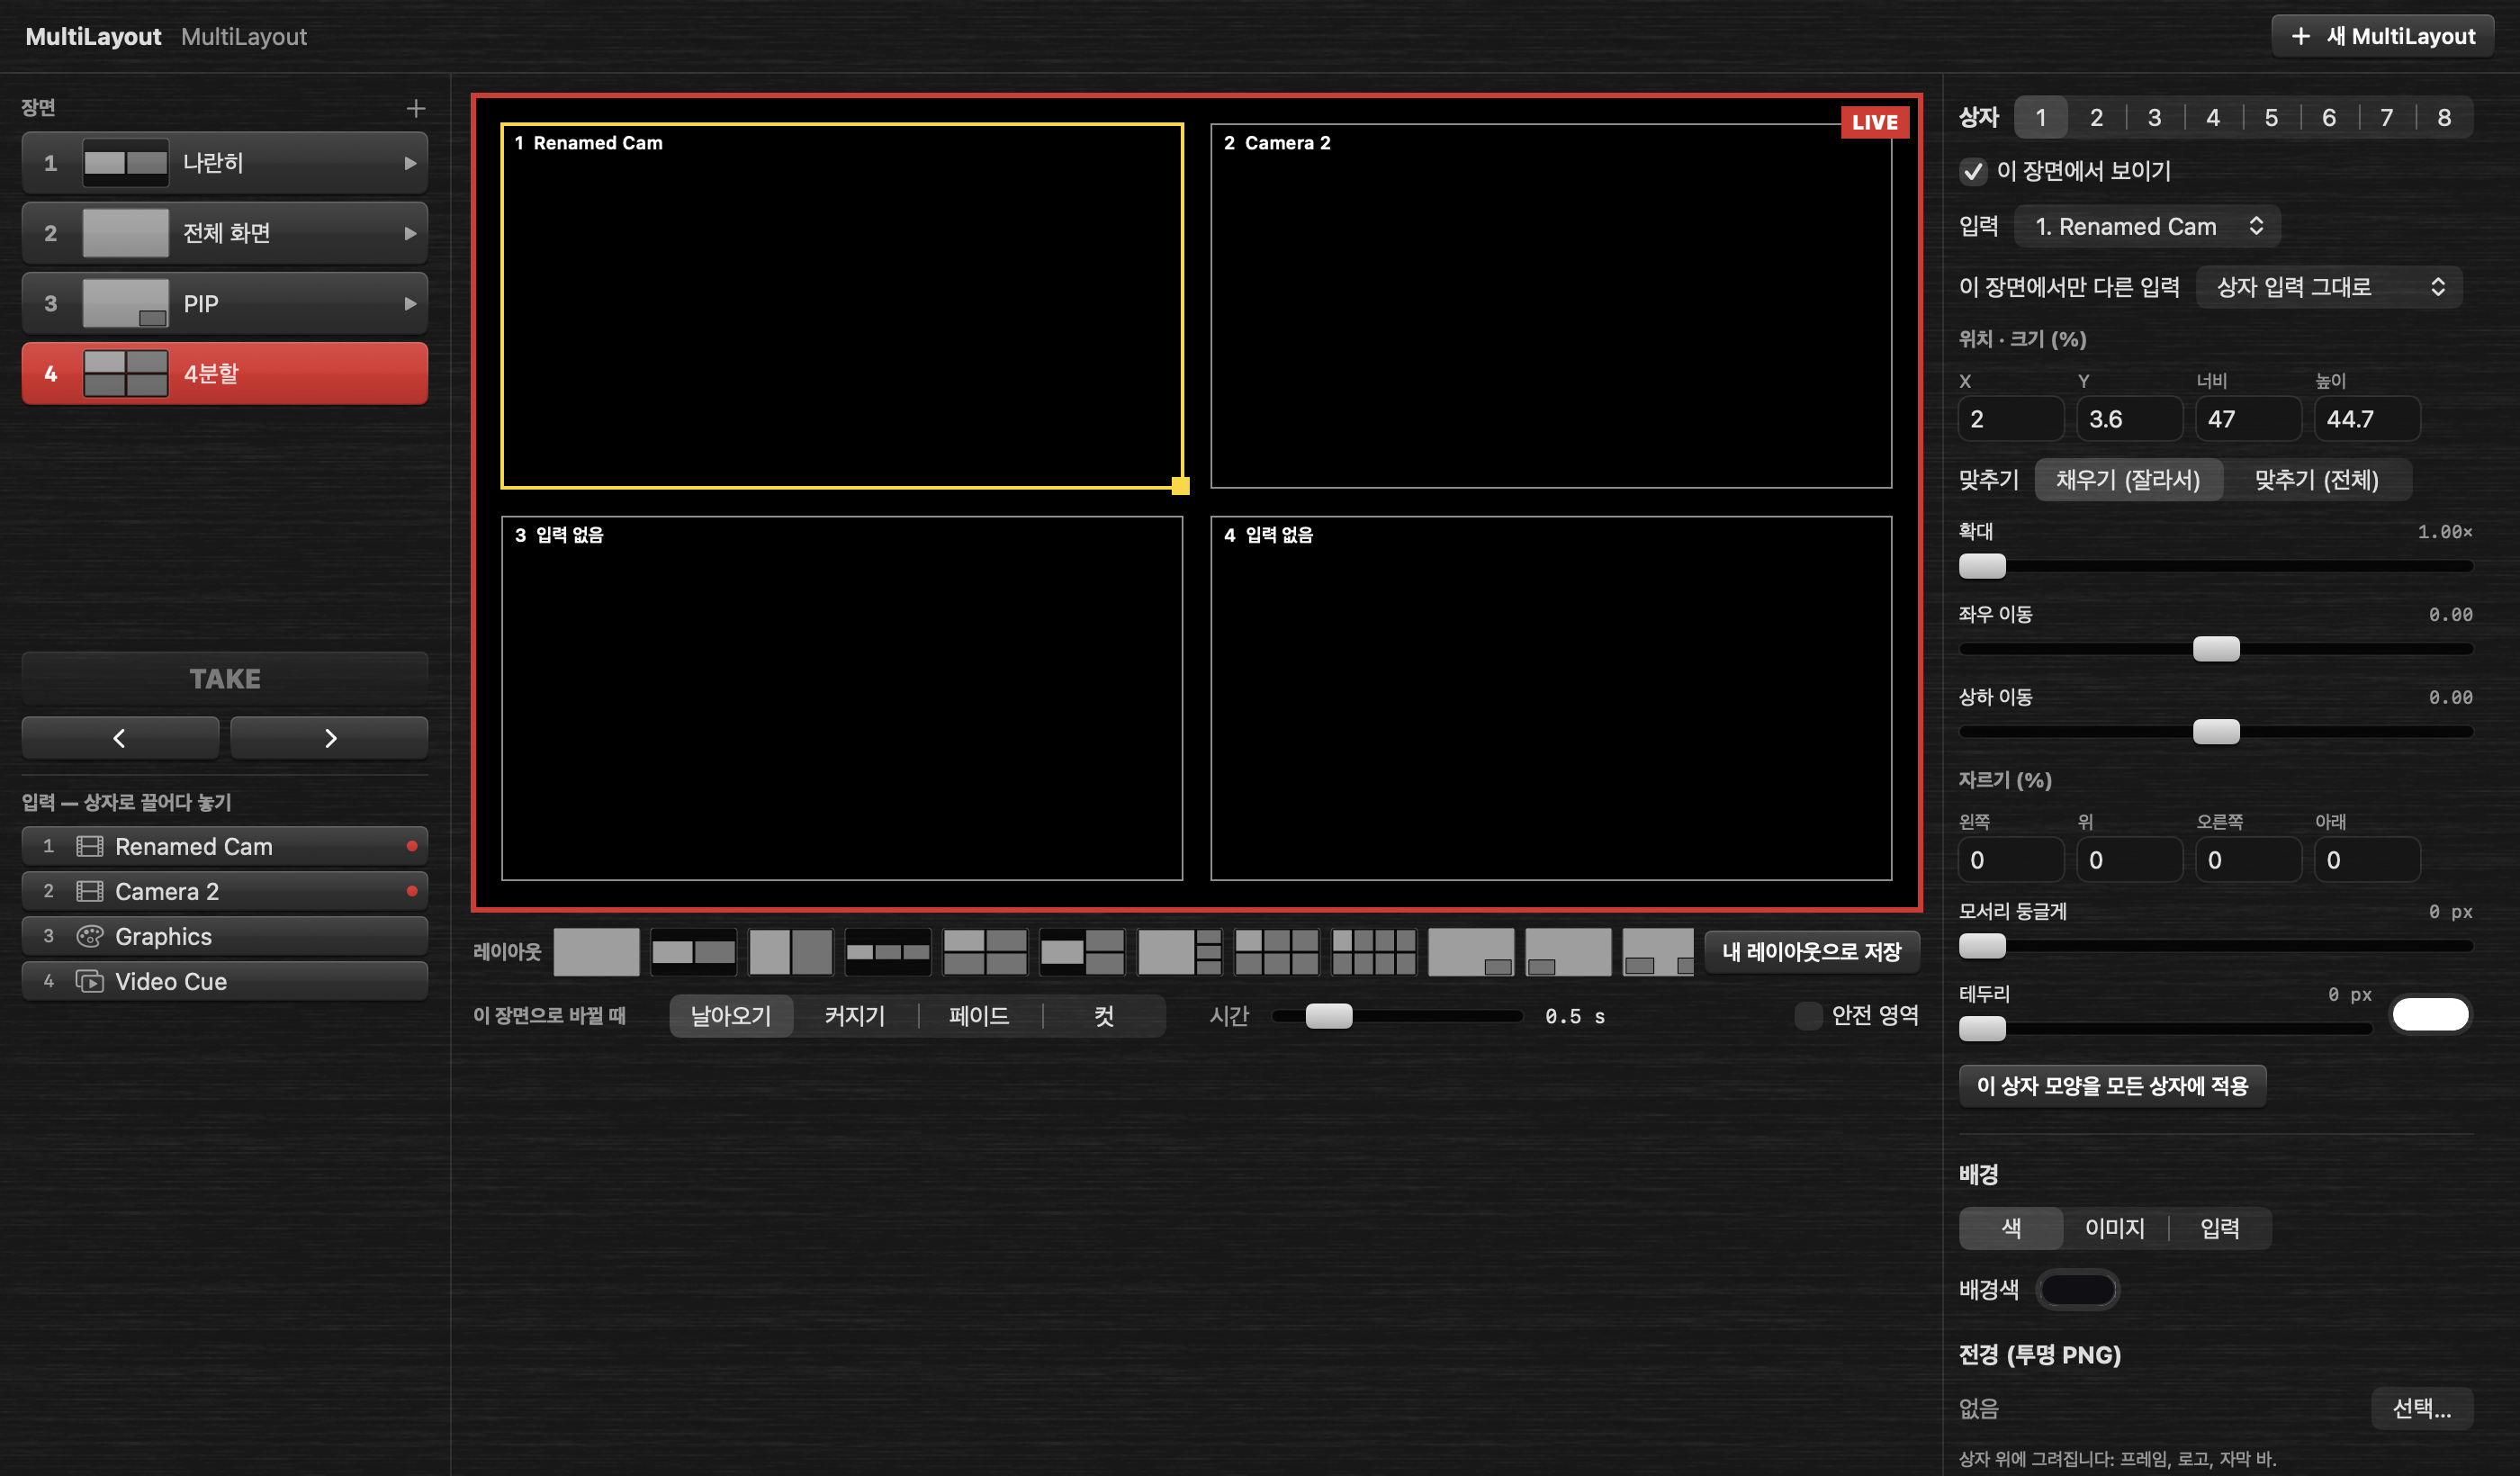 MultiLayout MultiLayout
+ 새 MultiLayout
장면
1 나란히
2 전체 화면
3 PIP
4 4분할
TAKE
입력 — 상자로 끌어다 놓기
1 Renamed Cam
2 Camera 2
3 Graphics
4 Video Cue
LIVE
1 Renamed Cam
2 Camera 2
3 입력 없음
4 입력 없음
레이아웃
내 레이아웃으로 저장
이 장면으로 바뀔 때 날아오기 커지기 페이드 컷 시간 0.5 s 안전 영역
상자 1 2 3 4 5 6 7 8
이 장면에서 보이기
입력 1. Renamed Cam
이 장면에서만 다른 입력 상자 입력 그대로
위치 · 크기 (%)
X Y 너비 높이
2 3.6 47 44.7
맞추기 채우기 (잘라서) 맞추기 (전체)
확대 1.00×
좌우 이동 0.00
상하 이동 0.00
자르기 (%)
왼쪽 위 오른쪽 아래
0 0 0 0
모서리 둥글게 0 px
테두리 0 px
이 상자 모양을 모든 상자에 적용
배경
색 이미지 입력
배경색
전경 (투명 PNG)
없음 선택...
상자 위에 그려집니다: 프레임, 로고, 자막 바.